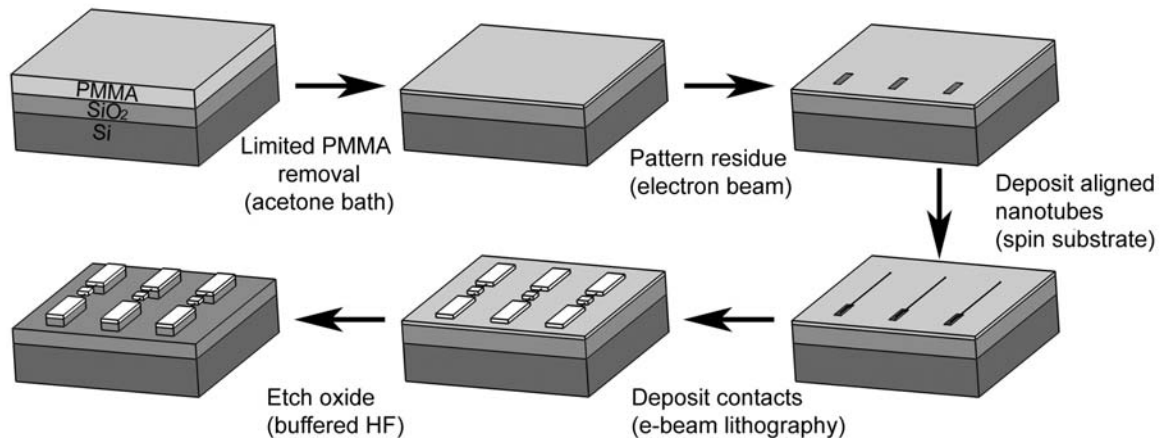 PMMA
SiO₂
Si
Limited PMMA
removal
(acetone bath)
Pattern residue
(electron beam)
Deposit aligned
nanotubes
(spin substrate)
Deposit contacts
(e-beam lithography)
Etch oxide
(buffered HF)